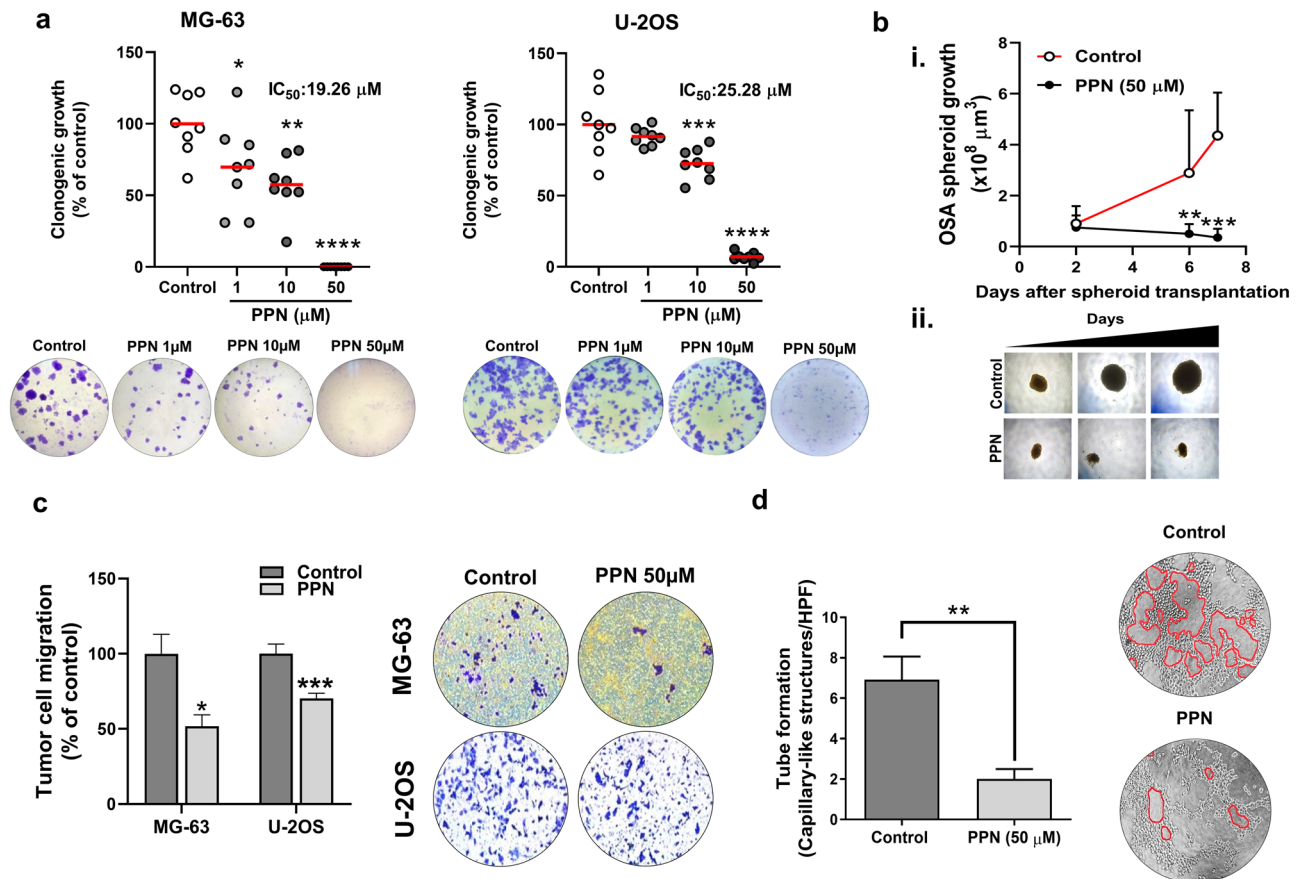 a
MG-63
Clonogenic growth
(% of control)
150
100
50
0
*
**
****
IC50:19.26 μM
Control
1
10
50
PPN (μM)
Control
PPN 1μM
PPN 10μM
PPN 50μM
U-2OS
Clonogenic growth
(% of control)
150
100
50
0
***
****
IC50:25.28 μM
Control
1
10
50
PPN (μM)
Control
PPN 1μM
PPN 10μM
PPN 50μM
b
i.
OSA spheroid growth
(x10⁸ μm³)
8
6
4
2
0
Control
PPN (50 μM)
**
***
0
2
4
6
8
Days after spheroid transplantation
ii.
Days
Control
PPN
c
Tumor cell migration
(% of control)
150
100
50
0
Control
PPN
*
***
MG-63
U-2OS
Control
PPN 50μM
MG-63
U-2OS
d
Tube formation
(Capillary-like structures/HPF)
10
8
6
4
2
0
**
Control
PPN (50 μM)
Control
PPN